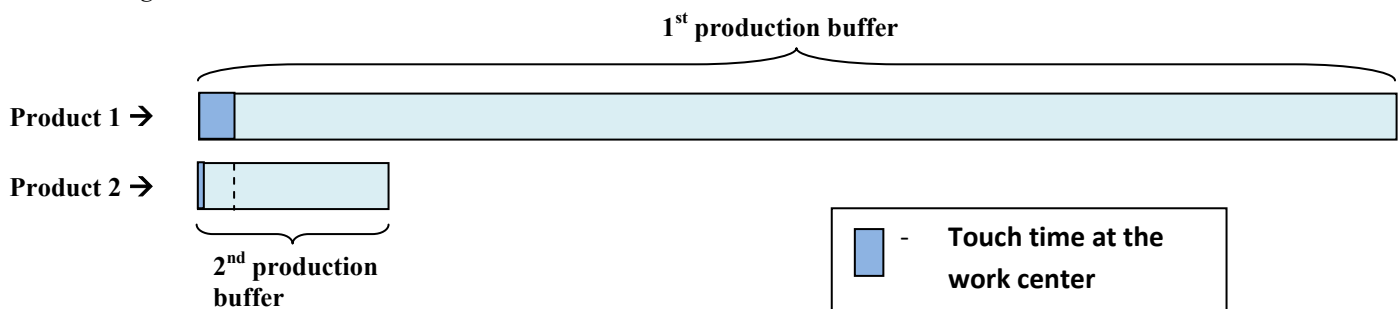 1st production buffer
Product 1 →
Product 2 →
2nd production
buffer
- Touch time at the
work center